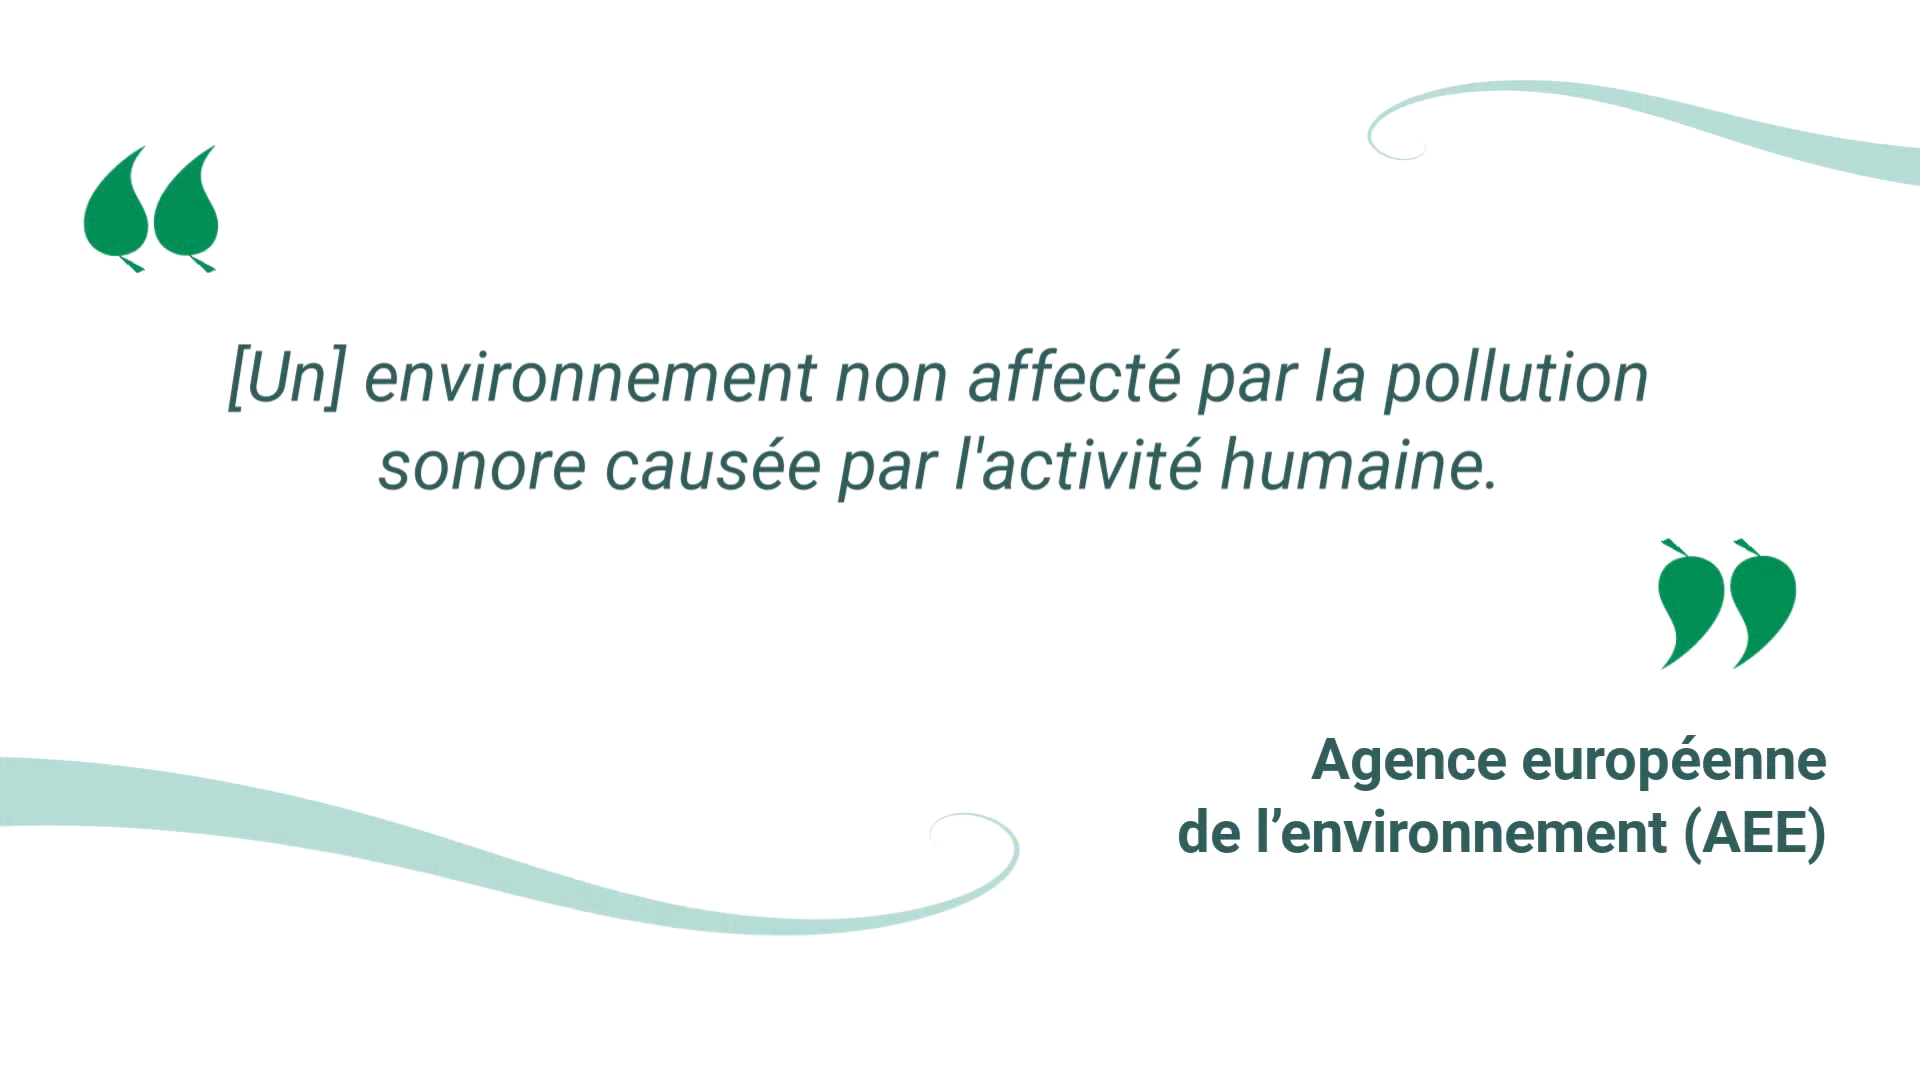 [Un] environnement non affecté par la pollution
sonore causée par l'activité humaine.
Agence européenne
de l’environnement (AEE)